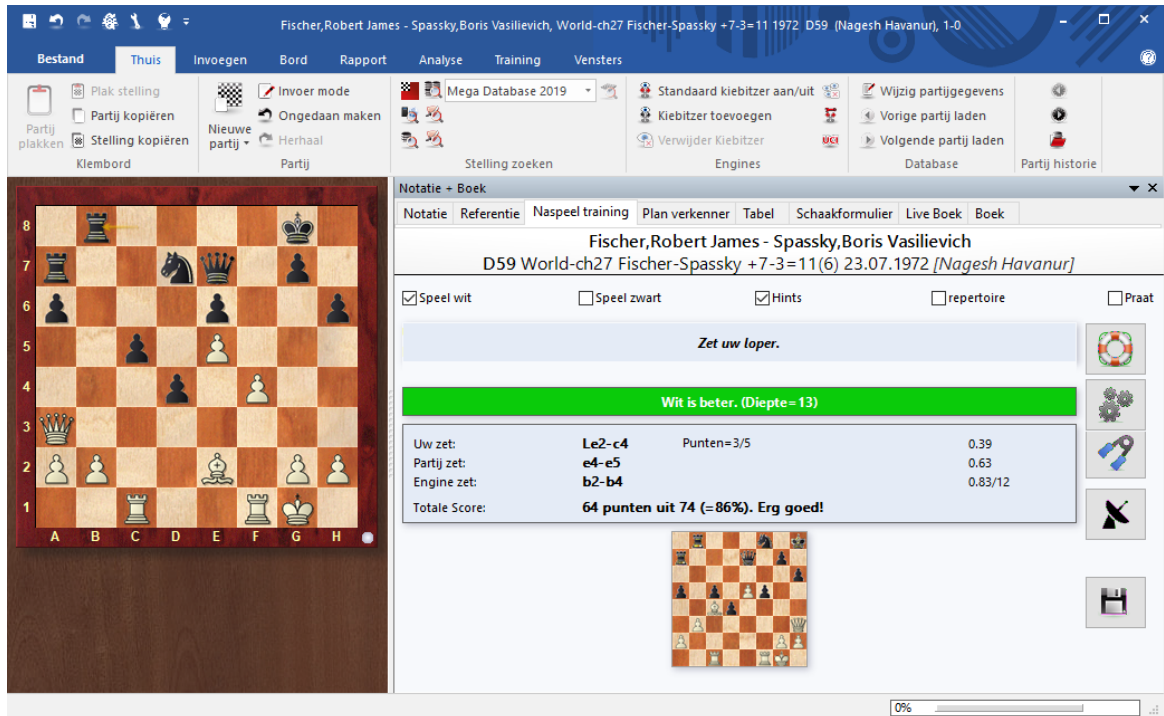 Fischer,Robert James - Spassky,Boris Vasilievich, World-ch27 Fischer-Spassky +7-3=11 1972 D59 (Nagesh Havanur), 1-0
Bestand Thuis Invoegen Bord Rapport Analyse Training Vensters
Plak stelling Invoer mode Mega Database 2019 Standaard kiebitzer aan/uit Wijzig partijgegevens
Partij kopiëren Ongedaan maken Kiebitzer toevoegen Vorige partij laden
Partij plakken Stelling kopiëren Nieuwe partij Herhaal Verwijder Kiebitzer UCI Volgende partij laden
Klembord Partij Stelling zoeken Engines Database Partij historie
Notatie + Boek
Notatie Referentie Naspeel training Plan verkenner Tabel Schaakformulier Live Boek Boek
Fischer,Robert James - Spassky,Boris Vasilievich
D59 World-ch27 Fischer-Spassky +7-3=11(6) 23.07.1972 [Nagesh Havanur]
Speel wit Speel zwart Hints repertoire Praat
Zet uw loper.
Wit is beter. (Diepte=13)
Uw zet: Le2-c4 Punten=3/5 0.39
Partij zet: e4-e5 0.63
Engine zet: b2-b4 0.83/12
Totale Score: 64 punten uit 74 (=86%). Erg goed!
8
7
6
5
4
3
2
1
A B C D E F G H
0%